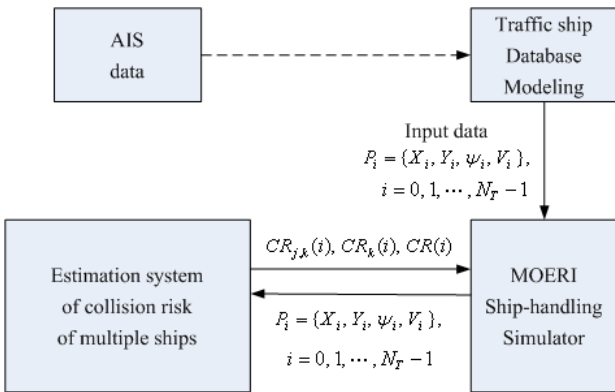 AIS
data
Traffic ship
Database
Modeling
Input data
P_i = {X_i, Y_i, ψ_i, V_i},
i = 0, 1, ⋯, N_T − 1
Estimation system
of collision risk
of multiple ships
CR_{j,k}(i), CR_k(i), CR(i)
P_i = {X_i, Y_i, ψ_i, V_i},
i = 0, 1, ⋯, N_T − 1
MOERI
Ship-handling
Simulator